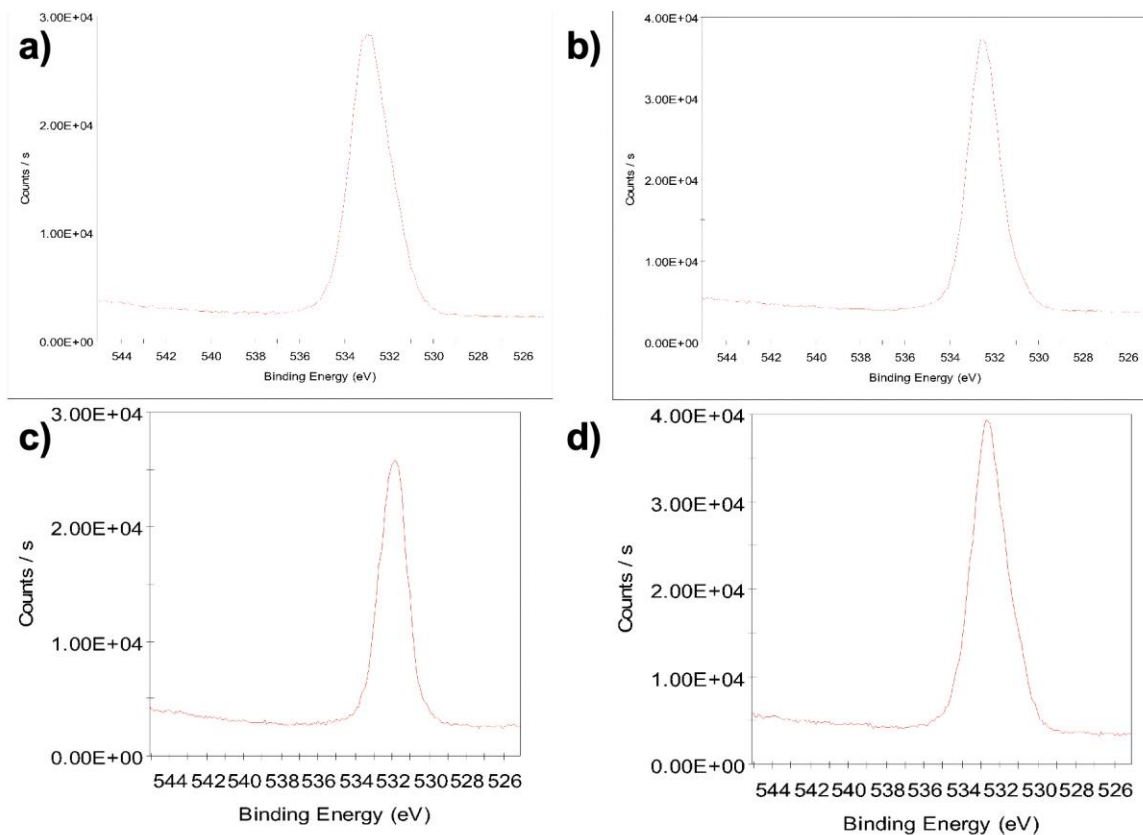 a)
3.00E+04
2.00E+04
1.00E+04
0.00E+00
Counts / s
544 542 540 538 536 534 532 530 528 526
Binding Energy (eV)
b)
4.00E+04
3.00E+04
2.00E+04
1.00E+04
0.00E+00
Counts / s
544 542 540 538 536 534 532 530 528 526
Binding Energy (eV)
c)
3.00E+04
2.00E+04
1.00E+04
0.00E+00
Counts / s
544 542 540 538 536 534 532 530 528 526
Binding Energy (eV)
d)
4.00E+04
3.00E+04
2.00E+04
1.00E+04
0.00E+00
Counts / s
544 542 540 538 536 534 532 530 528 526
Binding Energy (eV)